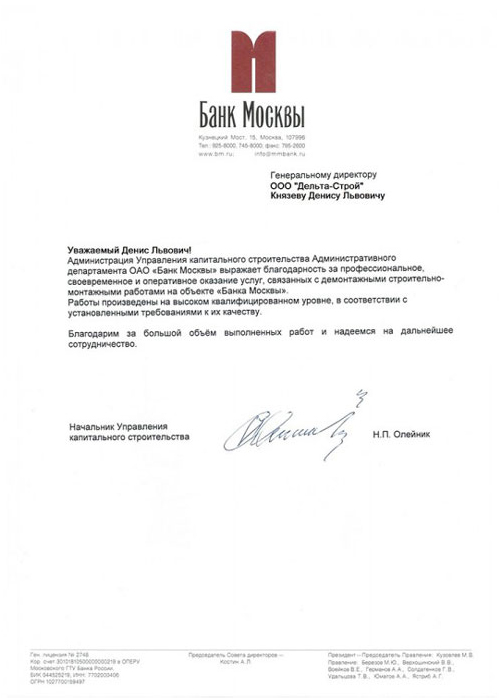 Банк Москвы
Кузнецкий Мост, 15, Москва, 107996
Тел.: 925-8000, 745-8000; факс: 795-2600
www.bm.ru; info@mmbank.ru
Генеральному директору
ООО "Дельта-Строй"
Князеву Денису Львовичу
Уважаемый Денис Львович!
Администрация Управления капитального строительства Административного
департамента ОАО «Банк Москвы» выражает благодарность за профессиональное,
своевременное и оперативное оказание услуг, связанных с демонтажными строительно-
монтажными работами на объекте «Банка Москвы».
Работы произведены на высоком квалифицированном уровне, в соответствии с
установленными требованиями к их качеству.
Благодарим за большой объём выполненных работ и надеемся на дальнейшее
сотрудничество.
Начальник Управления
капитального строительства
Н.П. Олейник
Ген. лицензия № 2748
Кор. счет 30101810500000000219 в ОПЕРУ
Московского ГТУ Банка России,
БИК 044525219, ИНН: 7702000406
ОГРН 1027700159497
Председатель Совета директоров –
Костин А.Л.
Президент – Председатель Правления: Кузовлев М.В.
Правление: Березов М.Ю., Верхошинский В.В.,
Воейков В.Е., Германов А.А., Солдатенков Г.В.,
Уральцова Т.В., Юматов А.А., Ястриб А.Г.